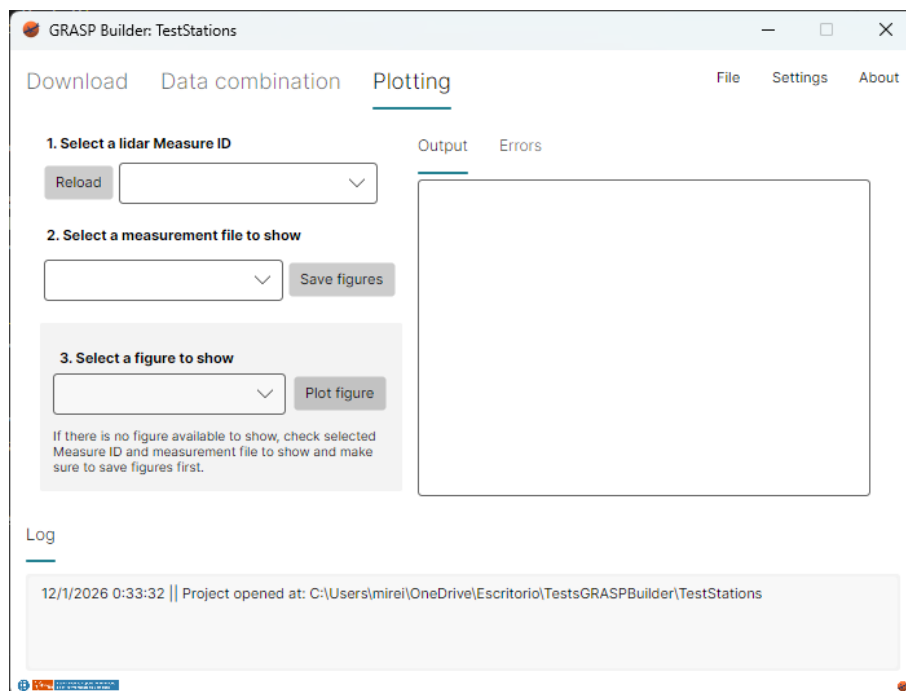 GRASP Builder: TestStations
Download Data combination Plotting File Settings About
1. Select a lidar Measure ID
Reload
2. Select a measurement file to show
Save figures
3. Select a figure to show
Plot figure
If there is no figure available to show, check selected
Measure ID and measurement file to show and make
sure to save figures first.
Output Errors
Log
12/1/2026 0:33:32 || Project opened at: C:\Users\mirei\OneDrive\Escritorio\TestsGRASPBuilder\TestStations